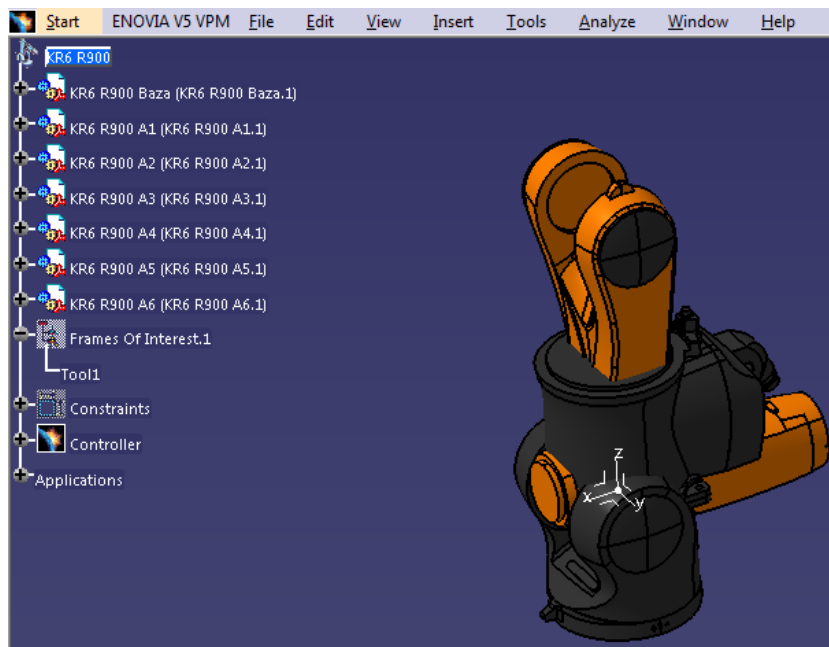 Start ENOVIA V5 VPM File Edit View Insert Tools Analyze Window Help
KR6 R900
KR6 R900 Baza (KR6 R900 Baza.1)
KR6 R900 A1 (KR6 R900 A1.1)
KR6 R900 A2 (KR6 R900 A2.1)
KR6 R900 A3 (KR6 R900 A3.1)
KR6 R900 A4 (KR6 R900 A4.1)
KR6 R900 A5 (KR6 R900 A5.1)
KR6 R900 A6 (KR6 R900 A6.1)
Frames Of Interest.1
Tool1
Constraints
Controller
Applications
z
x
y